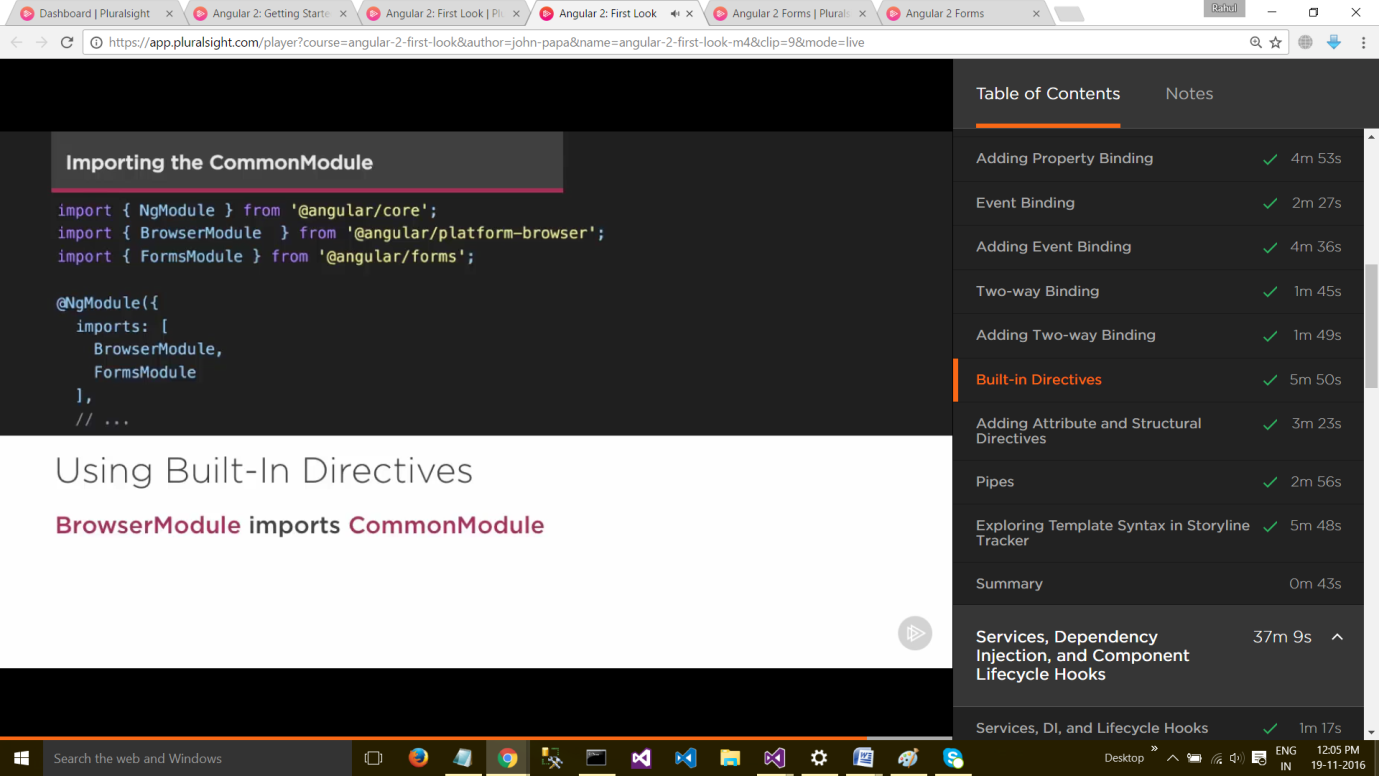 Dashboard | Pluralsight
Angular 2: Getting Starte
Angular 2: First Look | Pl
Angular 2: First Look
Angular 2 Forms | Plurals
Angular 2 Forms
Rahul
https://app.pluralsight.com/player?course=angular-2-first-look&author=john-papa&name=angular-2-first-look-m4&clip=9&mode=live
Importing the CommonModule
import { NgModule } from '@angular/core';
import { BrowserModule  } from '@angular/platform-browser';
import { FormsModule } from '@angular/forms';
@NgModule({
imports: [
BrowserModule,
FormsModule
],
// ...
Using Built-In Directives
BrowserModule imports CommonModule
Table of Contents
Notes
Adding Property Binding 4m 53s
Event Binding 2m 27s
Adding Event Binding 4m 36s
Two-way Binding 1m 45s
Adding Two-way Binding 1m 49s
Built-in Directives 5m 50s
Adding Attribute and Structural 3m 23s
Directives
Pipes 2m 56s
Exploring Template Syntax in Storyline 5m 48s
Tracker
Summary 0m 43s
Services, Dependency 37m 9s
Injection, and Component
Lifecycle Hooks
Services, DI, and Lifecycle Hooks 1m 17s
Search the web and Windows
Desktop
ENG
IN
12:05 PM
19-11-2016